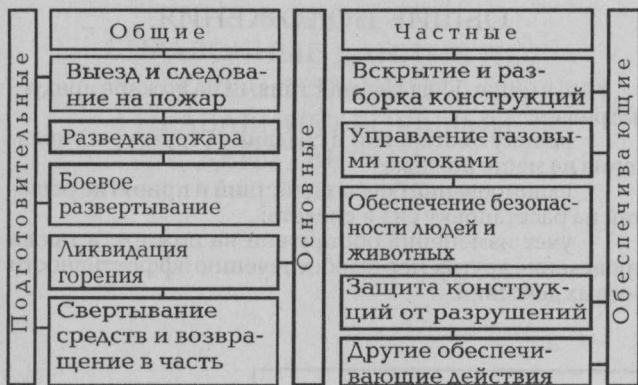 Подготовительные
Общие
Выезд и следова-
ние на пожар
Разведка пожара
Боевое
развертывание
Ликвидация
горения
Свертывание
средств и возвра-
щение в часть
Основные
Частные
Вскрытие и раз-
борка конструкций
Управление газовы-
ми потоками
Обеспечение безопас-
ности людей и
животных
Защита конструк-
ций от разрушений
Другие обеспечи-
вающие действия
Обеспечивающие